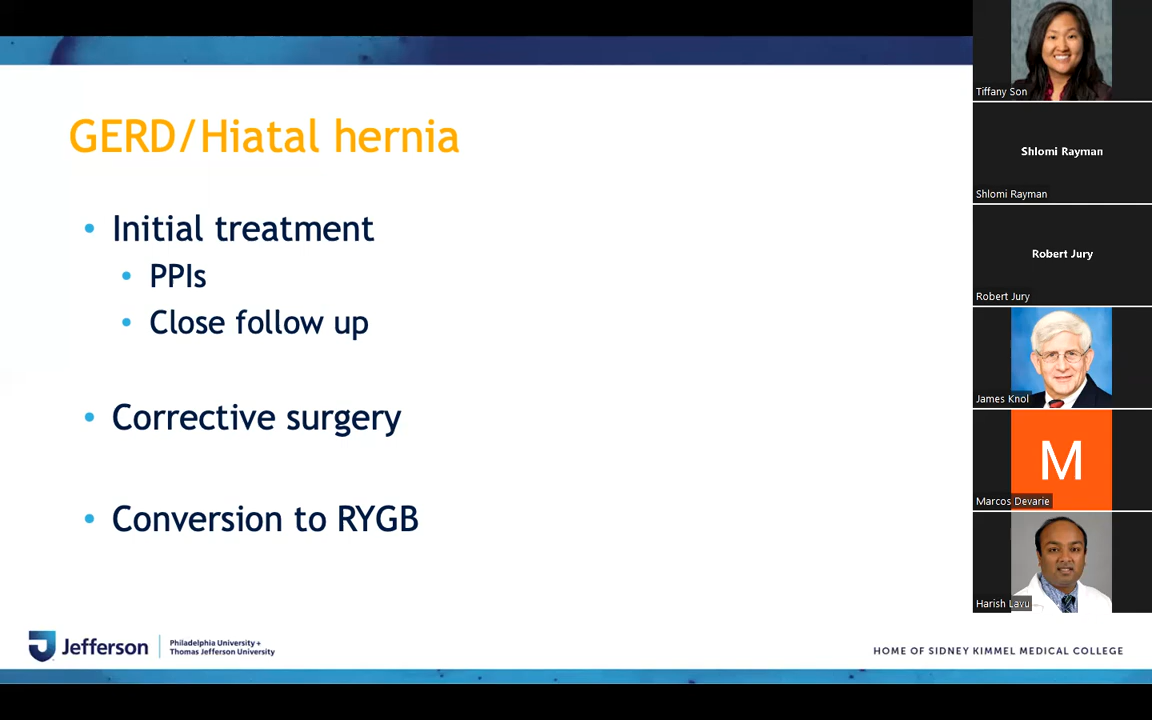 GERD/Hiatal hernia
• Initial treatment
• PPIs
• Close follow up
• Corrective surgery
• Conversion to RYGB
Jefferson
Philadelphia University +
Thomas Jefferson University
HOME OF SIDNEY KIMMEL MEDICAL COLLEGE
Tiffany Son
Shlomi Rayman
Shlomi Rayman
Robert Jury
Robert Jury
James Knol
M
Marcos Devarie
Harish Lavu